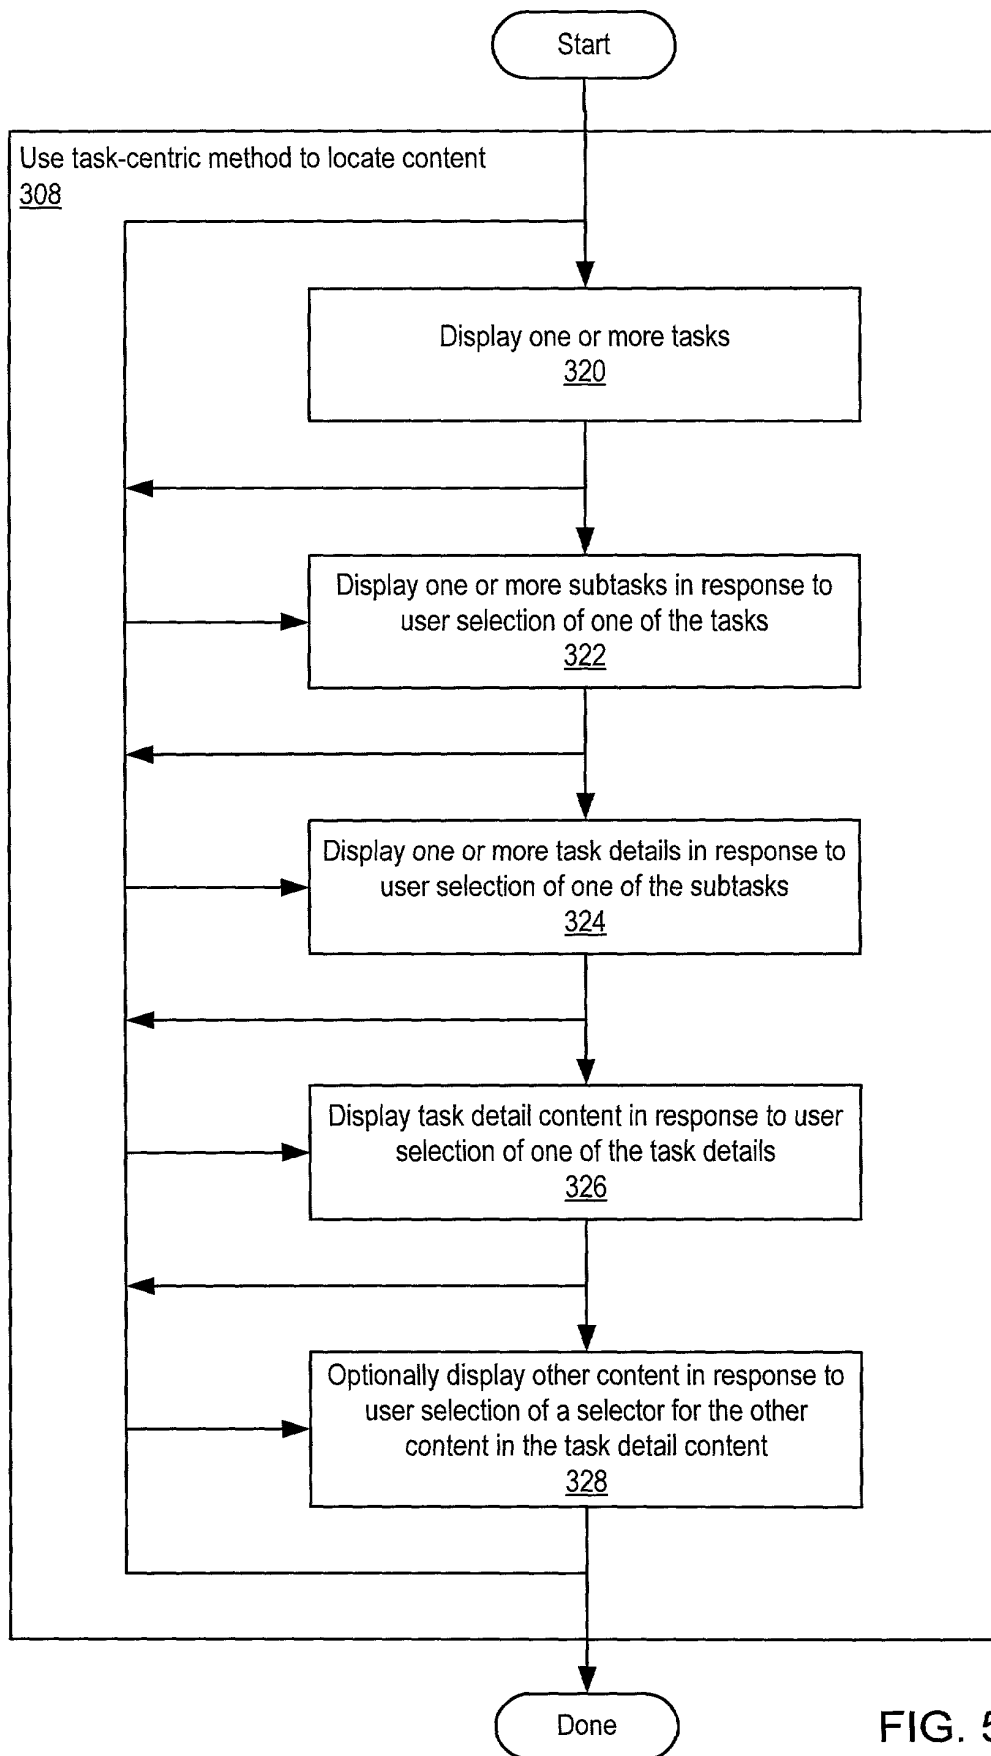 Start
Use task-centric method to locate content
308
Display one or more tasks
320
Display one or more subtasks in response to
user selection of one of the tasks
322
Display one or more task details in response to
user selection of one of the subtasks
324
Display task detail content in response to user
selection of one of the task details
326
Optionally display other content in response to
user selection of a selector for the other
content in the task detail content
328
Done
FIG. 5